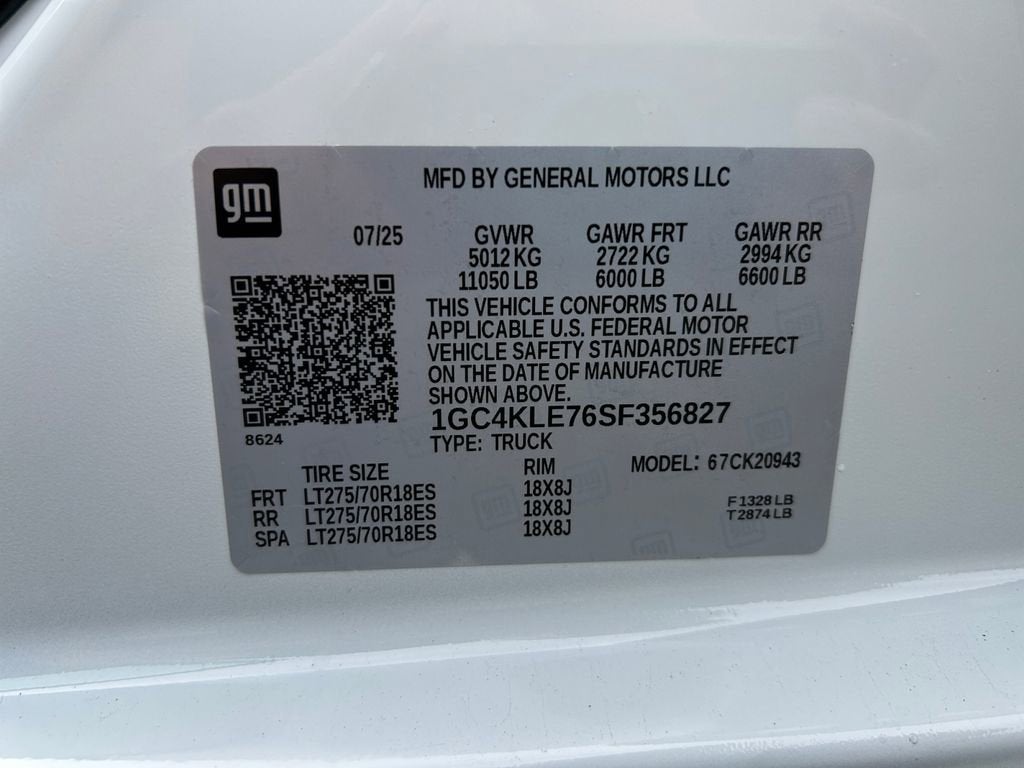 gm
MFD BY GENERAL MOTORS LLC
07/25 GVWR GAWR FRT GAWR RR
5012 KG 2722 KG 2994 KG
11050 LB 6000 LB 6600 LB
THIS VEHICLE CONFORMS TO ALL
APPLICABLE U.S. FEDERAL MOTOR
VEHICLE SAFETY STANDARDS IN EFFECT
ON THE DATE OF MANUFACTURE
SHOWN ABOVE.
1GC4KLE76SF356827
8624
TYPE: TRUCK
TIRE SIZE RIM MODEL: 67CK20943
FRT LT275/70R18ES 18X8J F 1328 LB
RR LT275/70R18ES 18X8J T 2874 LB
SPA LT275/70R18ES 18X8J